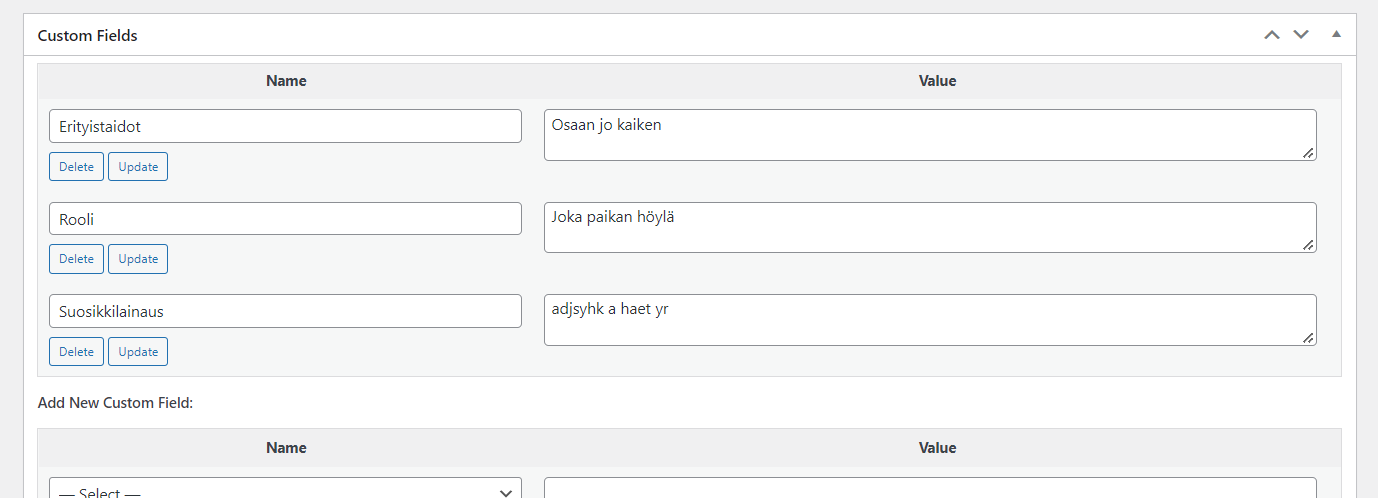 Custom Fields
Name Value
Erityistaidot Osaan jo kaiken
Delete Update
Rooli Joka paikan höylä
Delete Update
Suosikkilainaus adjsyhk a haet yr
Delete Update
Add New Custom Field:
Name Value
— Select —